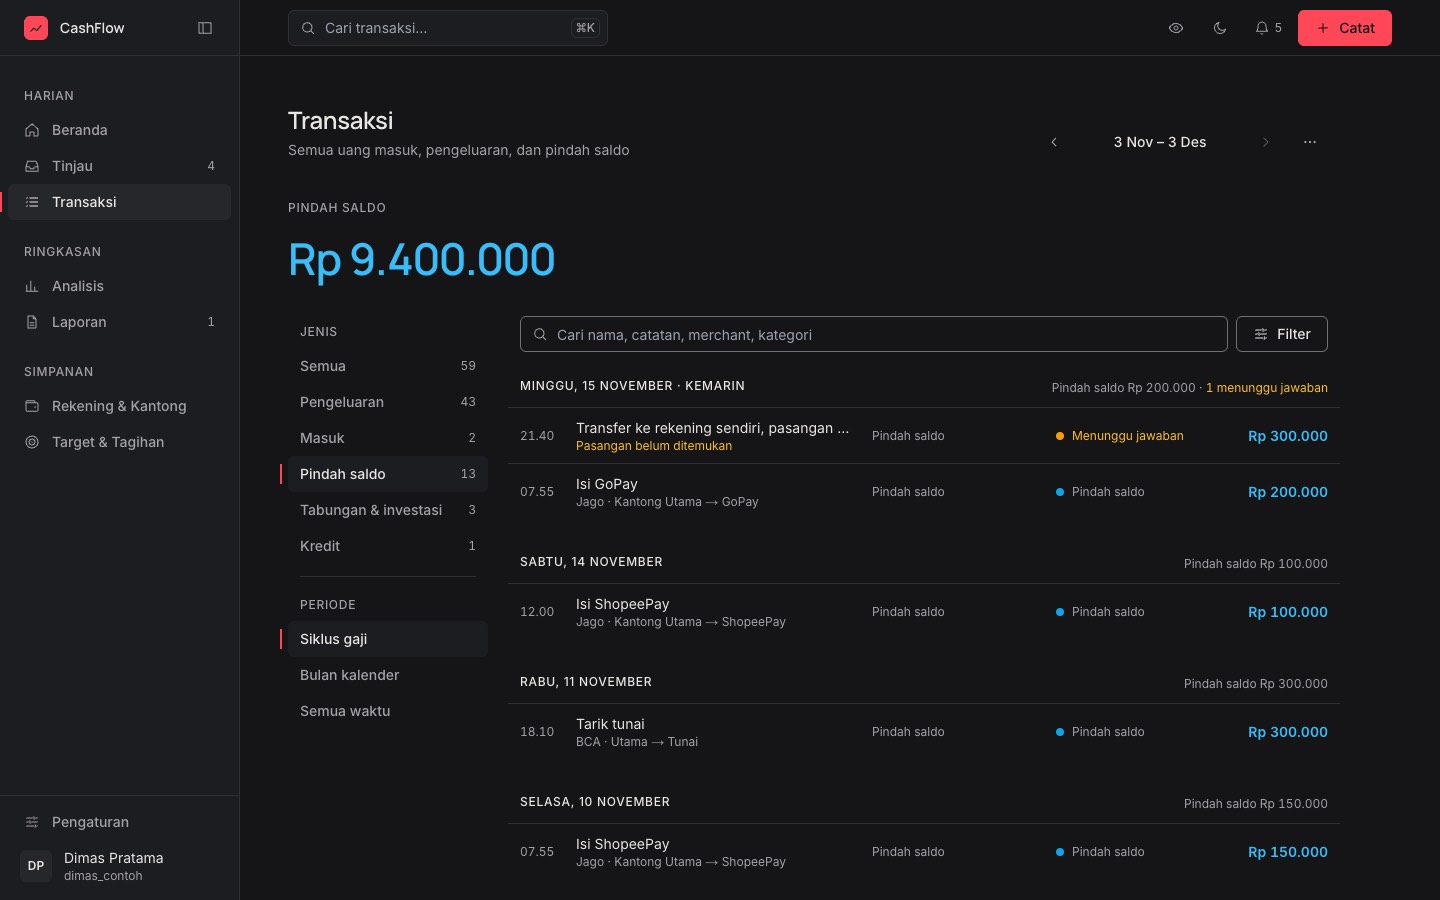 CashFlow
Cari transaksi...
⌘K
5
Catat
HARIAN
Beranda
Tinjau 4
Transaksi
RINGKASAN
Analisis
Laporan 1
SIMPANAN
Rekening & Kantong
Target & Tagihan
Pengaturan
DP
Dimas Pratama
dimas_contoh
Transaksi
Semua uang masuk, pengeluaran, dan pindah saldo
3 Nov – 3 Des
PINDAH SALDO
Rp 9.400.000
JENIS
Semua 59
Pengeluaran 43
Masuk 2
Pindah saldo 13
Tabungan & investasi 3
Kredit 1
PERIODE
Siklus gaji
Bulan kalender
Semua waktu
Cari nama, catatan, merchant, kategori
Filter
MINGGU, 15 NOVEMBER · KEMARIN Pindah saldo Rp 200.000 · 1 menunggu jawaban
21.40 Transfer ke rekening sendiri, pasangan ... Pindah saldo Menunggu jawaban Rp 300.000
Pasangan belum ditemukan
07.55 Isi GoPay Pindah saldo Pindah saldo Rp 200.000
Jago · Kantong Utama → GoPay
SABTU, 14 NOVEMBER Pindah saldo Rp 100.000
12.00 Isi ShopeePay Pindah saldo Pindah saldo Rp 100.000
Jago · Kantong Utama → ShopeePay
RABU, 11 NOVEMBER Pindah saldo Rp 300.000
18.10 Tarik tunai Pindah saldo Pindah saldo Rp 300.000
BCA · Utama → Tunai
SELASA, 10 NOVEMBER Pindah saldo Rp 150.000
07.55 Isi ShopeePay Pindah saldo Pindah saldo Rp 150.000
Jago · Kantong Utama → ShopeePay